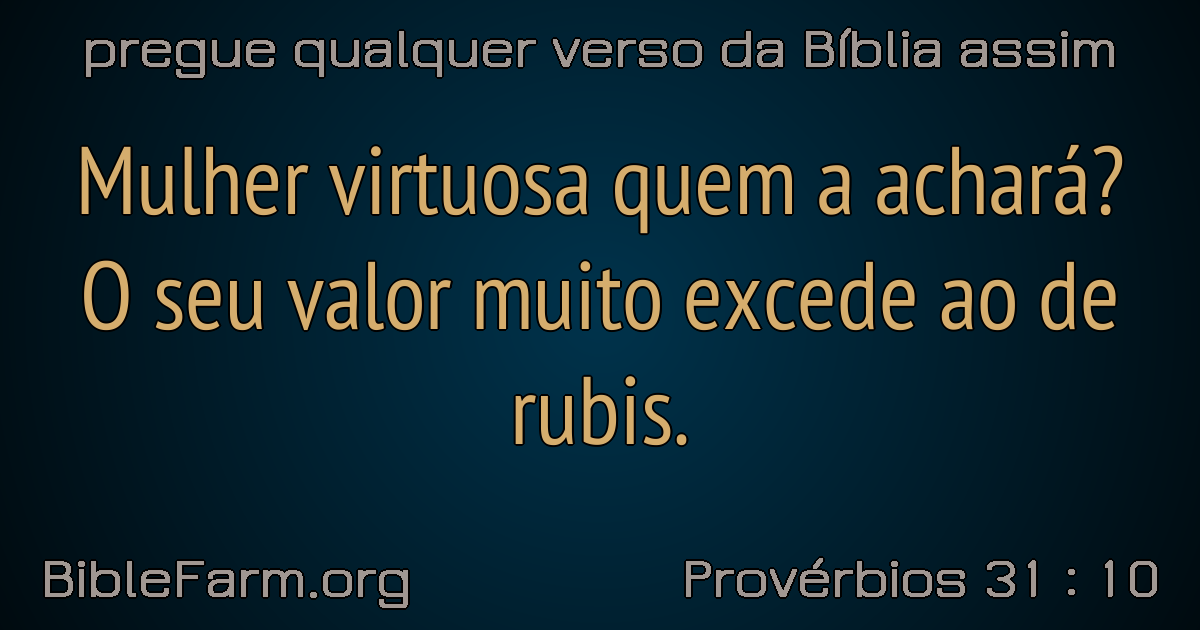 pregue qualquer verso da Bíblia assim
Mulher virtuosa quem a achará?
O seu valor muito excede ao de
rubis.
BibleFarm.org
Provérbios 31 : 10